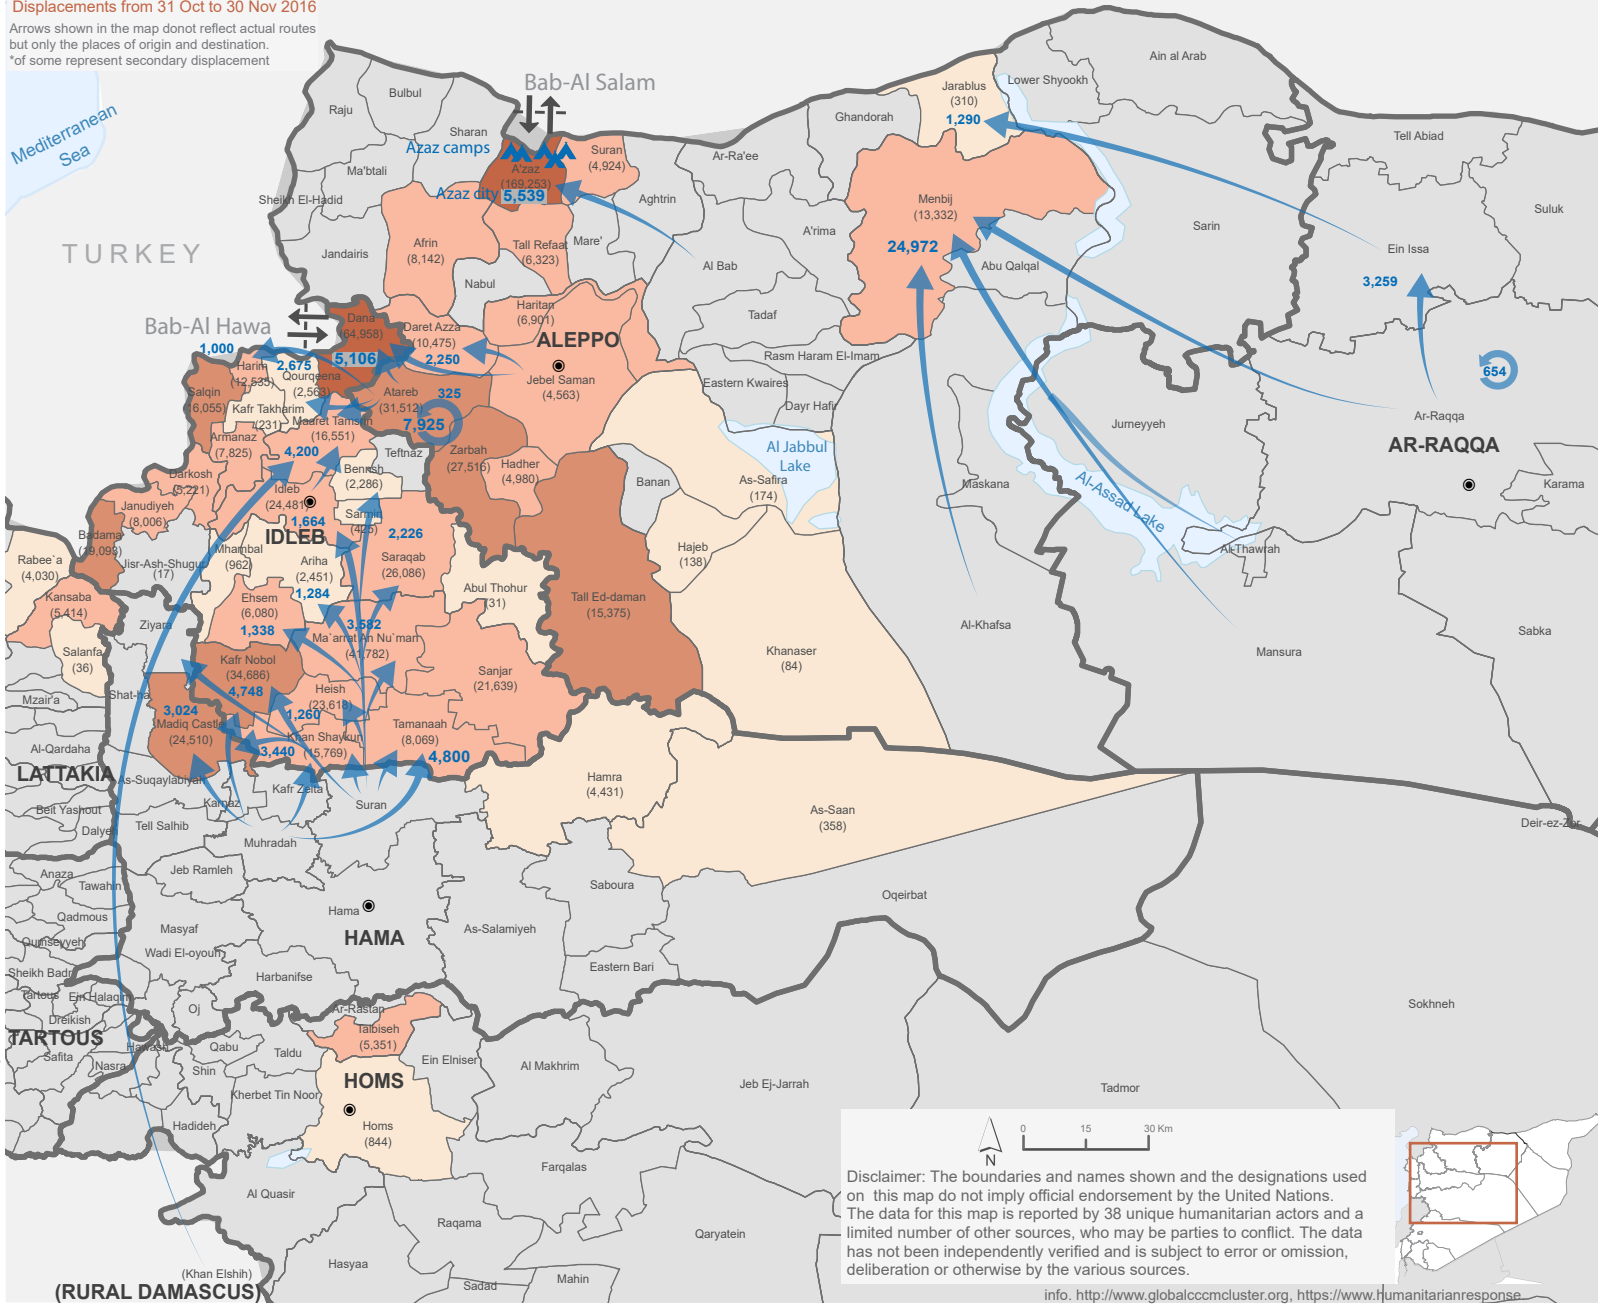 Displacements from 31 Oct to 30 Nov 2016
Arrows shown in the map donot reflect actual routes
but only the places of origin and destination.
*of some represent secondary displacement
Mediterranean
Sea
TURKEY
Bab-Al Salam
Bab-Al Hawa
Azaz camps
Azaz city
Raju
Bulbul
Sharan
Ma'btali
Sheikh El-Hadid
Jandairis
A'zaz
(169,253)
5,539
Suran
(4,924)
Afrin
(8,142)
Tall Refaat
(6,323)
Mare'
Nabul
Aghtrin
Ar-Ra'ee
A'rima
Al Bab
Tadaf
Ghandorah
Jarablus
(310)
1,290
Lower Shyookh
Ain al Arab
Tell Abiad
Suluk
Menbij
(13,332)
24,972
Abu Qalqal
Sarin
Ein Issa
3,259
654
Ar-Raqqa
AR-RAQQA
Karama
Jurneyyeh
Al-Assad Lake
Al-Thawrah
Mansura
Sabka
Maskana
Al-Khafsa
Rasm Haram El-Imam
Eastern Kwaires
Dayr Hafir
Al Jabbul
Lake
As-Safira
(174)
Banan
Hajeb
(138)
Khanaser
(84)
Haritan
(6,901)
ALEPPO
Jebel Saman
(4,563)
Dana
(64,958)
5,106
Daret Azza
(10,475)
2,250
1,000
Harim
(12,535)
2,675
Qourqeena
(2,563)
Salqin
(16,055)
Kafr Takharim
(231)
Atareb
(31,512)
325
7,925
Maaret Tamsrin
(16,551)
Armanaz
(7,825)
4,200
Teftnaz
Zarbah
(27,516)
Hadher
(4,980)
Bennsh
(2,286)
Darkosh
(5,221)
Idleb
(24,481)
1,664
IDLEB
Sarmin
(425)
2,226
Janudiyeh
(8,006)
Badama
(19,093)
Jisr-Ash-Shugur
(17)
Mhambal
(962)
Ariha
(2,451)
1,284
Saraqab
(26,086)
Abul Thohur
(31)
Tall Ed-daman
(15,375)
Rabee`a
(4,030)
Kansaba
(5,414)
Salanfa
(36)
Ziyara
Ehsem
(6,080)
1,338
3,582
Ma`arrat An Nu`man
(41,782)
Kafr Nobol
(34,686)
4,748
Sanjar
(21,639)
Heish
(23,618)
1,260
Shat-ha
3,024
Madiq Castle
(24,510)
Khan Shaykun
(15,769)
3,440
Tamanaah
(8,069)
4,800
Mzair'a
Al-Qardaha
LATTAKIA
Beit Yashout
Dalyeh
As-Suqaylabiyah
Karnaz
Kafr Zeita
Suran
Tell Salhib
Muhradah
Hamra
(4,431)
As-Saan
(358)
Deir-ez-Zor
Jeb Ramleh
Anaza
Tawahin
Qadmous
Qumseyyeh
Sheikh Badr
Masyaf
Wadi El-oyoun
Hama
HAMA
As-Salamiyeh
Saboura
Eastern Bari
Oqeirbat
Harbanfise
Tartous
Ein Halaqim
Dreikish
TARTOUS
Safita
Oj
Hawash
Nasra
Qabu
Shin
Taldu
Kherbet Tin Noor
Hadideh
Ar-Rastan
Talbiseh
(5,351)
Ein Elniser
HOMS
Homs
(844)
Al Makhrim
Jeb Ej-Jarrah
Sokhneh
Tadmor
Farqalas
Al Quasir
Raqama
Qaryatein
Hasyaa
Sadad
Mahin
(Khan Elshih)
(RURAL DAMASCUS)
N
0 15 30 Km
Disclaimer: The boundaries and names shown and the designations used
on this map do not imply official endorsement by the United Nations.
The data for this map is reported by 38 unique humanitarian actors and a
limited number of other sources, who may be parties to conflict. The data
has not been independently verified and is subject to error or omission,
deliberation or otherwise by the various sources.
info. http://www.globalcccmcluster.org, https://www.humanitarianresponse